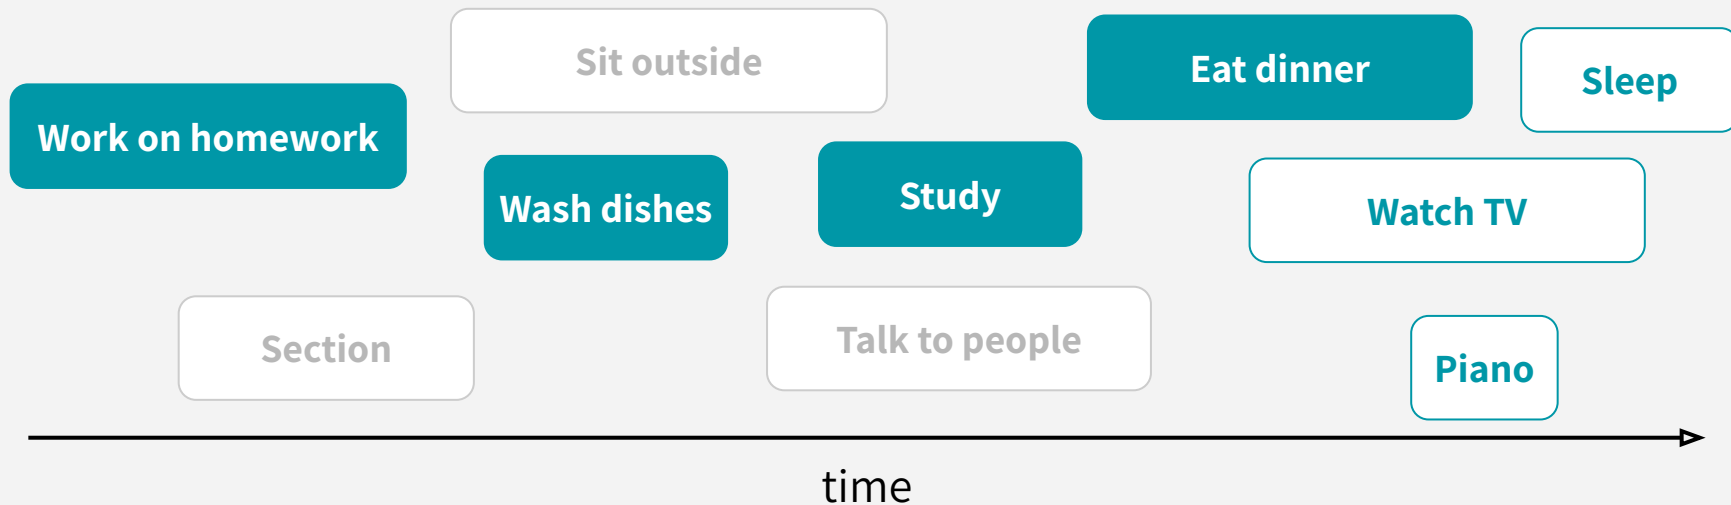 Sit outside
Eat dinner
Sleep
Work on homework
Wash dishes
Study
Watch TV
Section
Talk to people
Piano
time